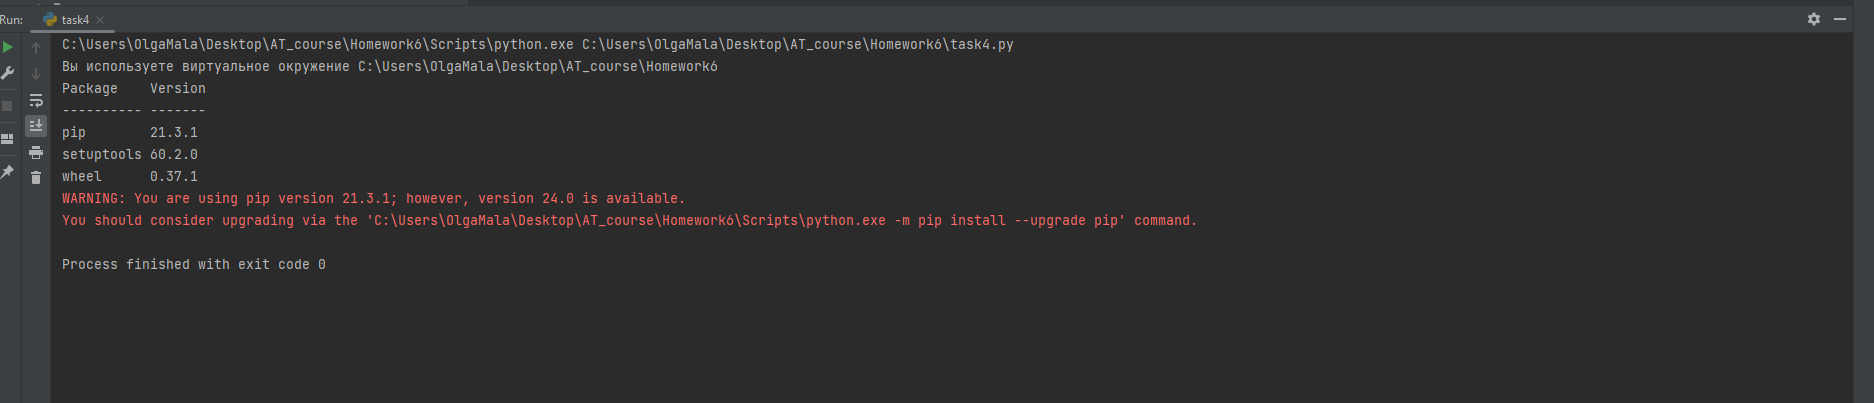 Run: task4
C:\Users\OlgaMala\Desktop\AT_course\Homework6\Scripts\python.exe C:\Users\OlgaMala\Desktop\AT_course\Homework6\task4.py
Вы используете виртуальное окружение C:\Users\OlgaMala\Desktop\AT_course\Homework6
Package    Version
---------- -------
pip        21.3.1
setuptools 60.2.0
wheel      0.37.1
WARNING: You are using pip version 21.3.1; however, version 24.0 is available.
You should consider upgrading via the 'C:\Users\OlgaMala\Desktop\AT_course\Homework6\Scripts\python.exe -m pip install --upgrade pip' command.
Process finished with exit code 0